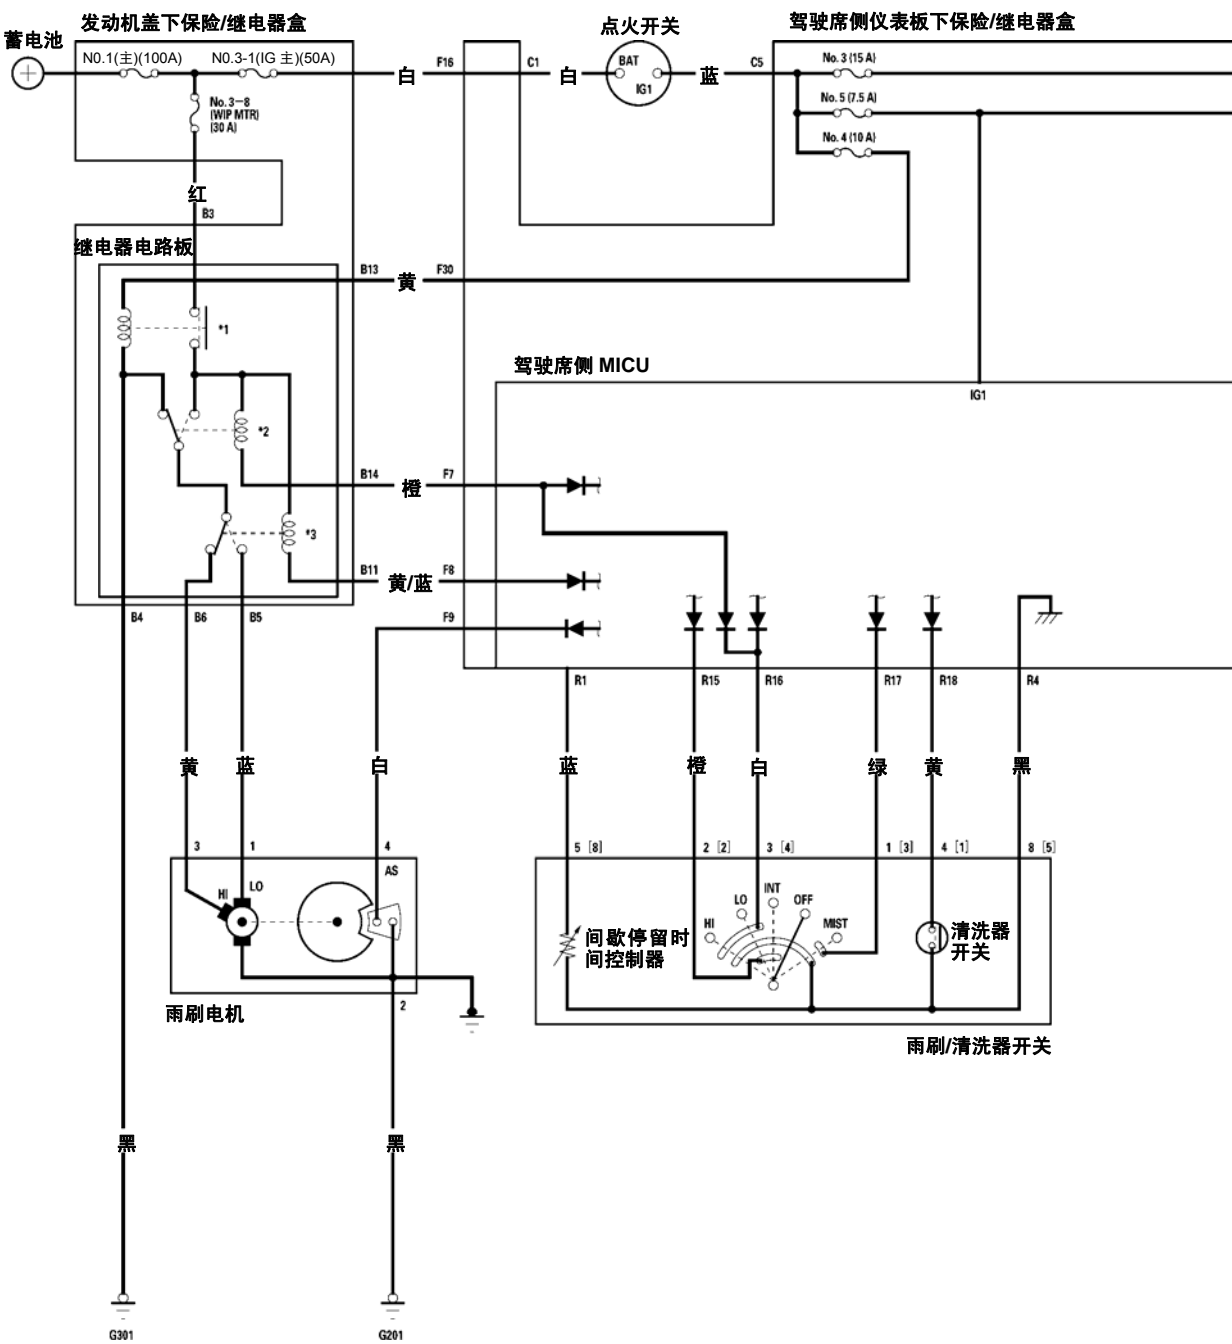 发动机盖下保险/继电器盒
点火开关
驾驶席侧仪表板下保险/继电器盒
蓄电池
N0.1(主)(100A)
N0.3-1(IG 主)(50A)
白
F16
C1
白
BAT
IG1
蓝
C5
No. 3 (15 A)
No. 5 (7.5 A)
No. 4 (10 A)
No. 3-8
(WIP MTR)
(30 A)
红
B3
继电器电路板
B13
黄
F30
*1
驾驶席侧 MICU
IG1
*2
B14
橙
F7
*3
B11
黄/蓝
F8
B4
B6
B5
F9
R1
R15
R16
R17
R18
R4
黄
蓝
白
蓝
橙
白
绿
黄
黑
3
1
4
5 [8]
2 [2]
3 [4]
1 [3]
4 [1]
8 [5]
AS
HI
LO
HI
LO
INT
OFF
MIST
间歇停留时
间控制器
清洗器
开关
2
雨刷电机
雨刷/清洗器开关
黑
黑
G301
G201